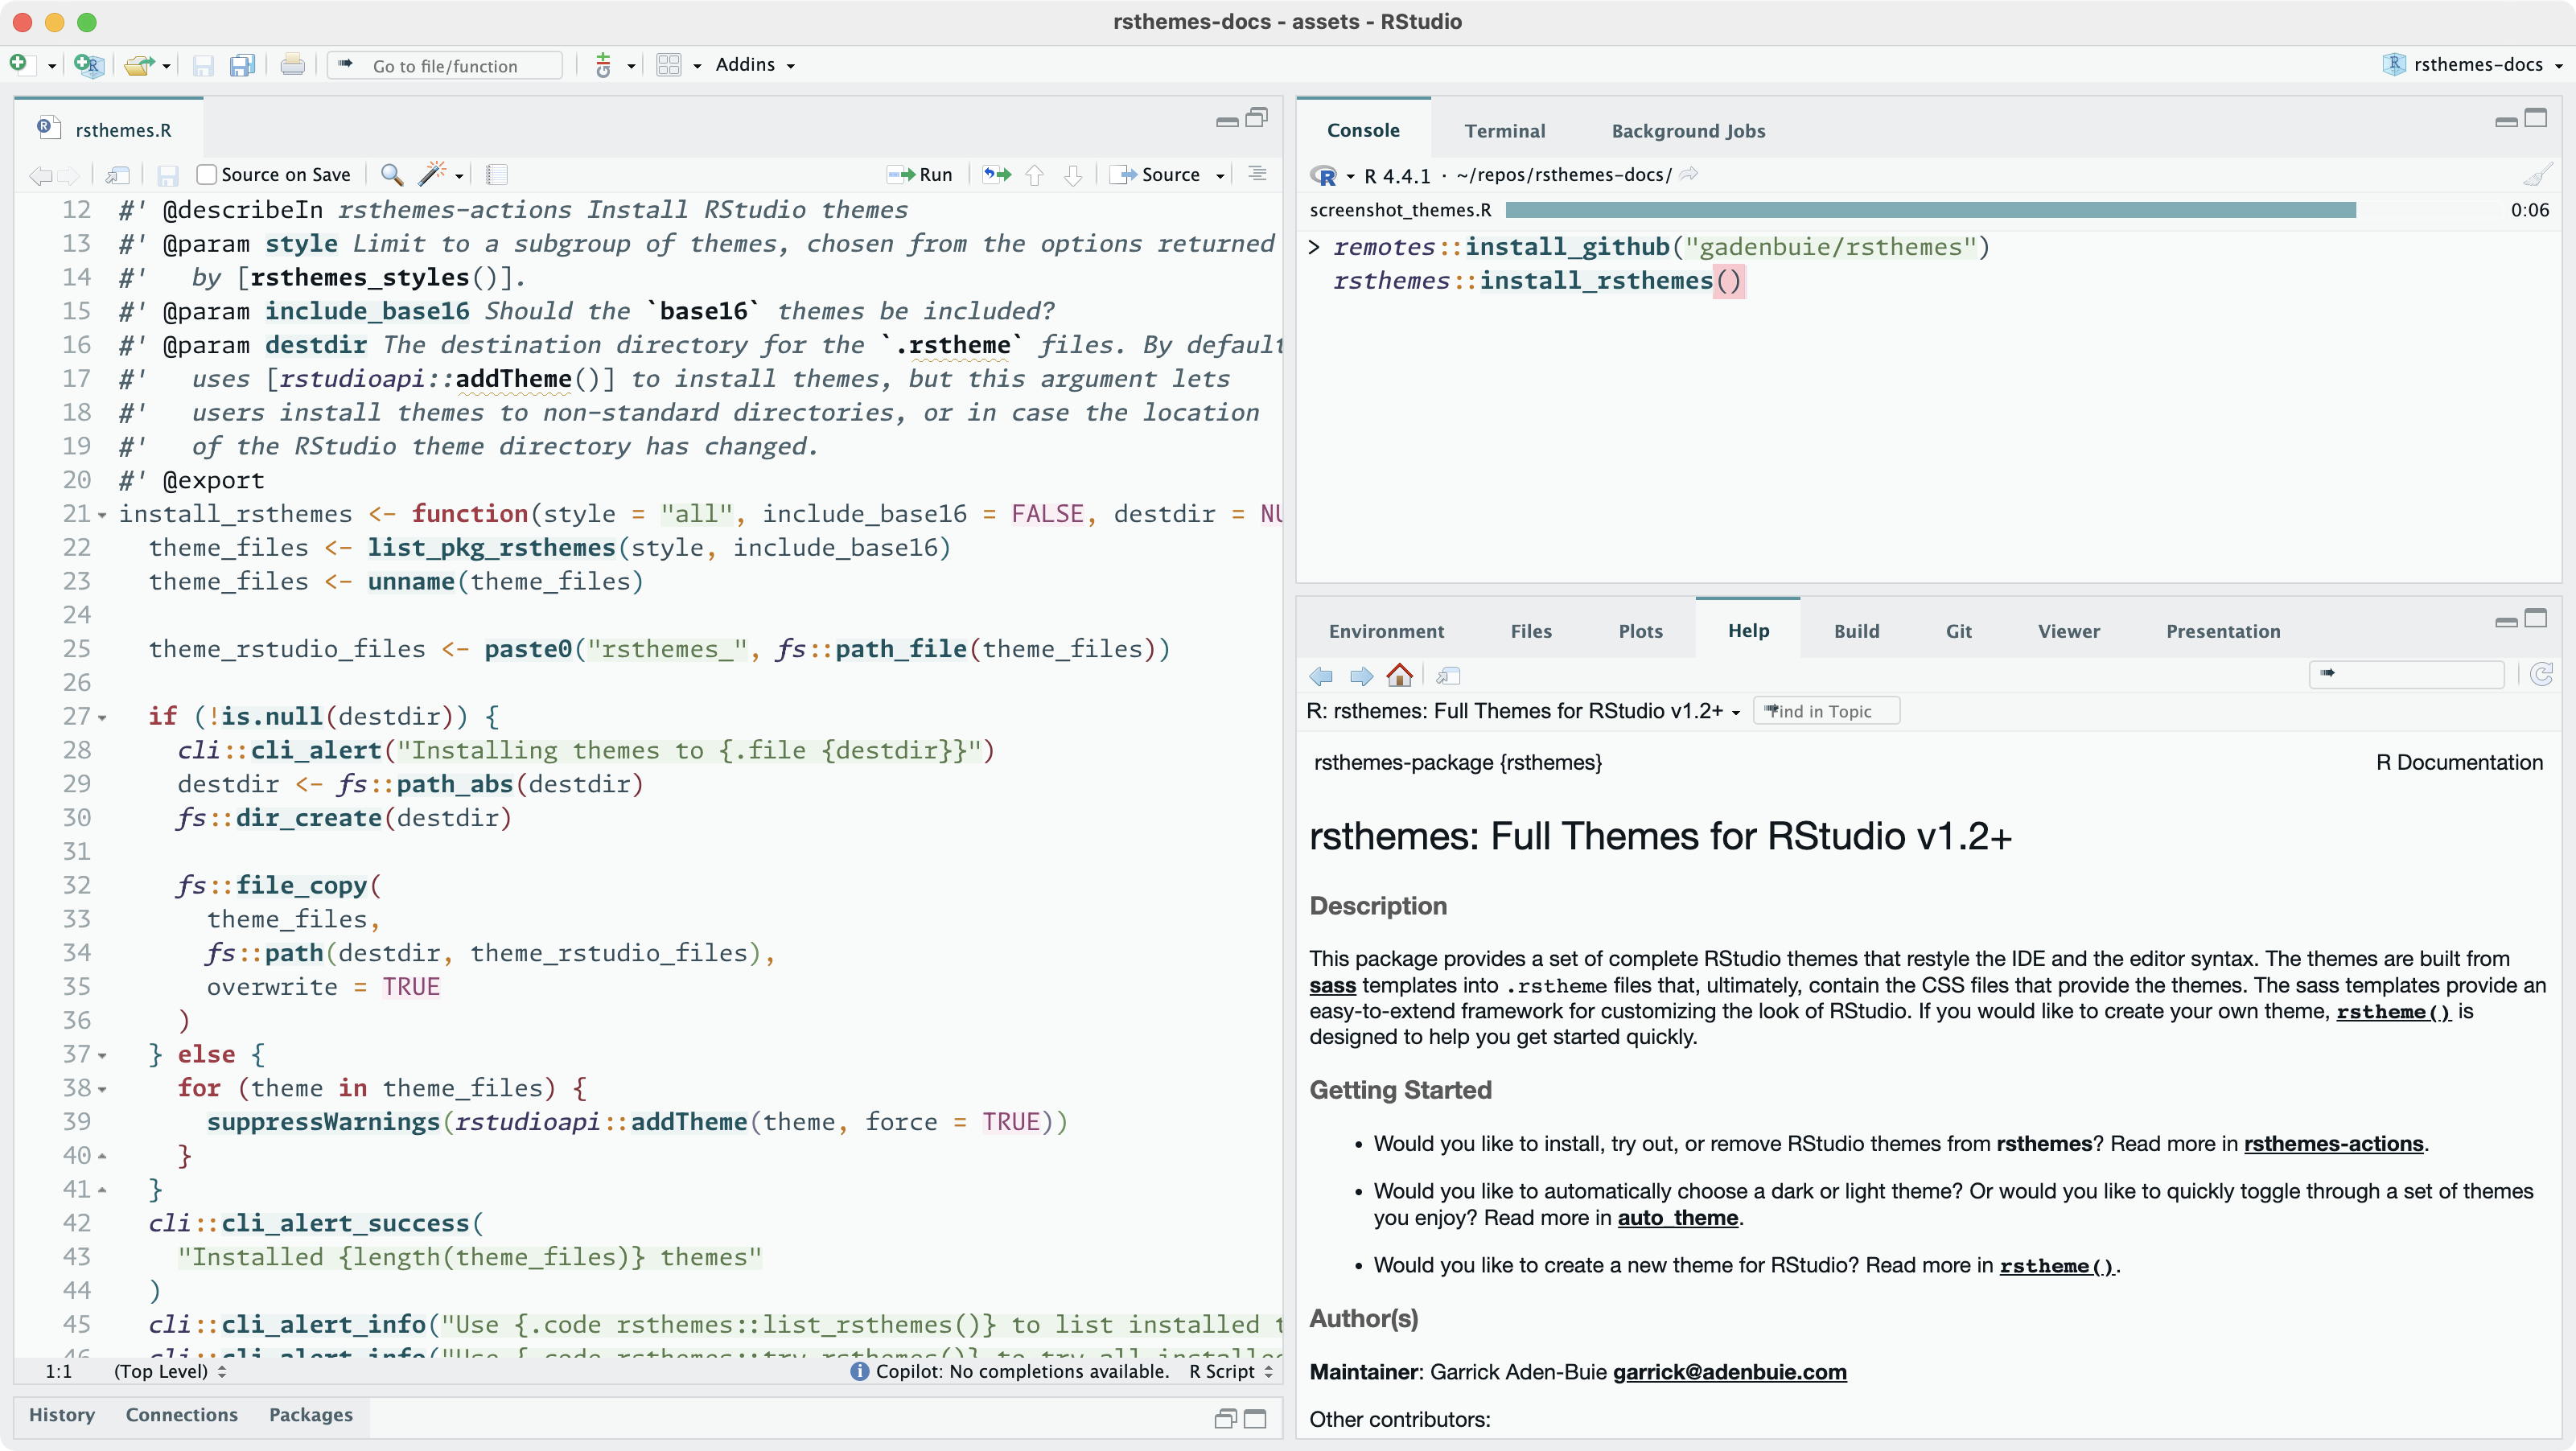 rsthemes-docs - assets - RStudio
Go to file/function
Addins
rsthemes-docs
rsthemes.R
Source on Save
Run
Source
12 #' @describeIn rsthemes-actions Install RStudio themes
13 #' @param style Limit to a subgroup of themes, chosen from the options returned
14 #'   by [rsthemes_styles()].
15 #' @param include_base16 Should the `base16` themes be included?
16 #' @param destdir The destination directory for the `.rstheme` files. By default
17 #'   uses [rstudioapi::addTheme()] to install themes, but this argument lets
18 #'   users install themes to non-standard directories, or in case the location
19 #'   of the RStudio theme directory has changed.
20 #' @export
21 install_rsthemes <- function(style = "all", include_base16 = FALSE, destdir = NU
22   theme_files <- list_pkg_rsthemes(style, include_base16)
23   theme_files <- unname(theme_files)
24
25   theme_rstudio_files <- paste0("rsthemes_", fs::path_file(theme_files))
26
27   if (!is.null(destdir)) {
28     cli::cli_alert("Installing themes to {.file {destdir}}")
29     destdir <- fs::path_abs(destdir)
30     fs::dir_create(destdir)
31
32     fs::file_copy(
33       theme_files,
34       fs::path(destdir, theme_rstudio_files),
35       overwrite = TRUE
36     )
37   } else {
38     for (theme in theme_files) {
39       suppressWarnings(rstudioapi::addTheme(theme, force = TRUE))
40     }
41   }
42   cli::cli_alert_success(
43     "Installed {length(theme_files)} themes"
44   )
45   cli::cli_alert_info("Use {.code rsthemes::list_rsthemes()} to list installed t
46   cli::cli_alert_info("Use {.code rsthemes::try_rsthemes()} to try all installed
1:1 (Top Level)
Copilot: No completions available. R Script
History Connections Packages
Console Terminal Background Jobs
R 4.4.1 · ~/repos/rsthemes-docs/
screenshot_themes.R 0:06
> remotes::install_github("gadenbuie/rsthemes")
  rsthemes::install_rsthemes()
Environment Files Plots Help Build Git Viewer Presentation
R: rsthemes: Full Themes for RStudio v1.2+ Find in Topic
rsthemes-package {rsthemes} R Documentation
rsthemes: Full Themes for RStudio v1.2+
Description
This package provides a set of complete RStudio themes that restyle the IDE and the editor syntax. The themes are built from
sass templates into .rstheme files that, ultimately, contain the CSS files that provide the themes. The sass templates provide an
easy-to-extend framework for customizing the look of RStudio. If you would like to create your own theme, rstheme() is
designed to help you get started quickly.
Getting Started
• Would you like to install, try out, or remove RStudio themes from rsthemes? Read more in rsthemes-actions.
• Would you like to automatically choose a dark or light theme? Or would you like to quickly toggle through a set of themes
you enjoy? Read more in auto_theme.
• Would you like to create a new theme for RStudio? Read more in rstheme().
Author(s)
Maintainer: Garrick Aden-Buie garrick@adenbuie.com
Other contributors: